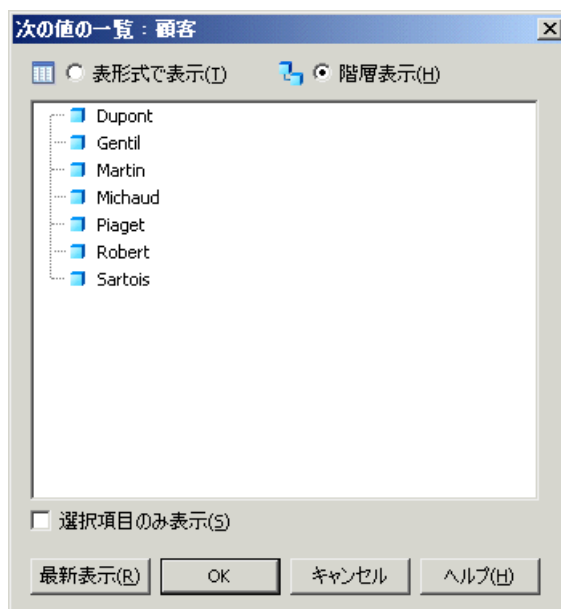 次の値の一覧：顧客
表形式で表示(T) 階層表示(H)
Dupont
Gentil
Martin
Michaud
Piaget
Robert
Sartois
選択項目のみ表示(S)
最新表示(R) OK キャンセル ヘルプ(H)